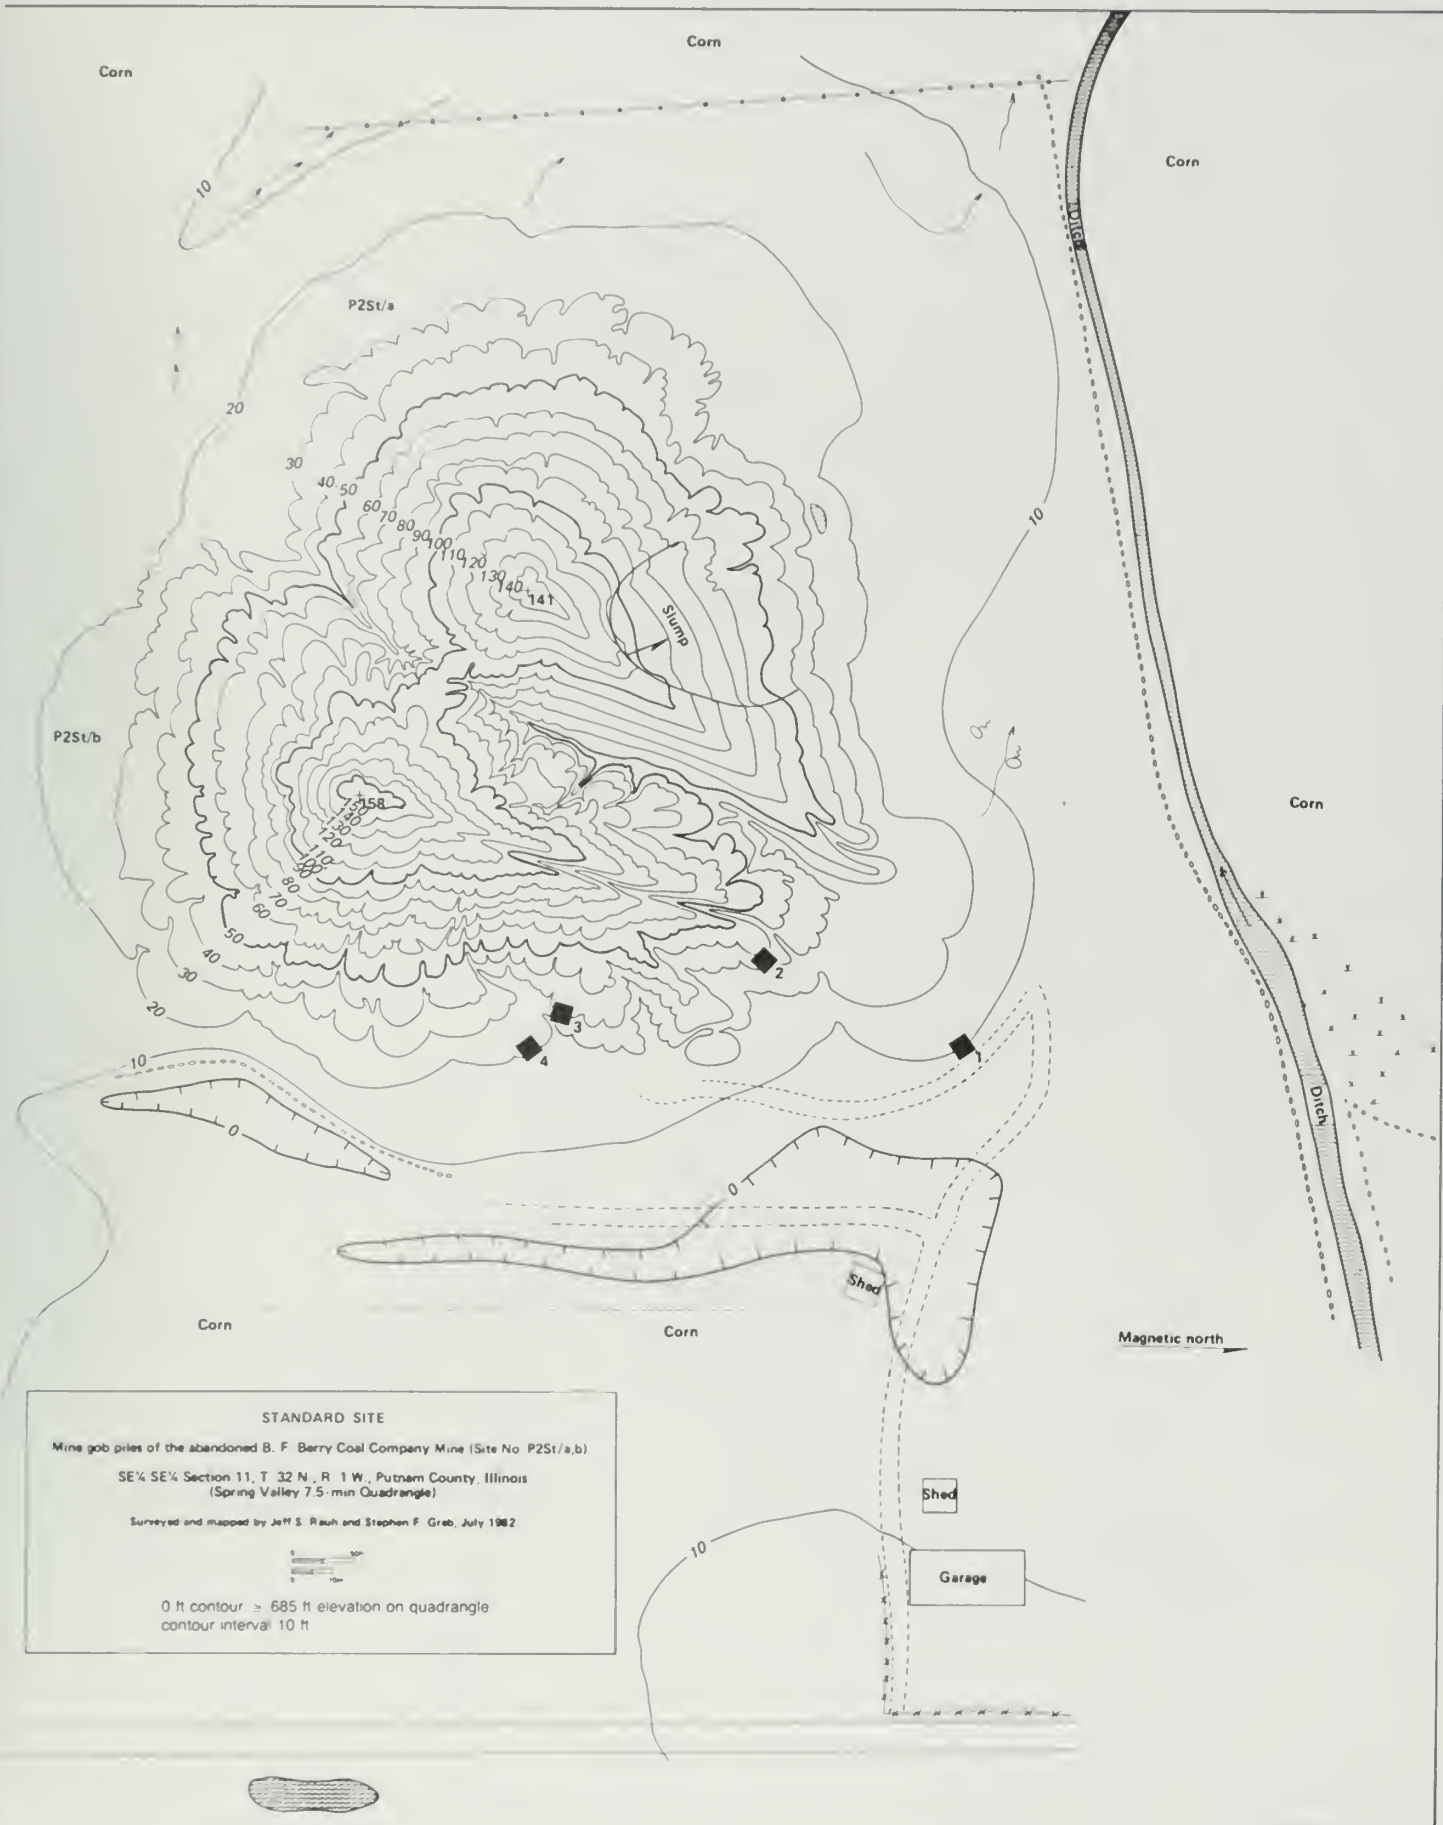 Corn
Corn
Corn
10
Ditch
P2St/a
20
30
40
50
60
70
80
90
100
110
120
130
140
141
10
Slump
P2St/b
158
120
110
100
90
80
70
60
50
40
30
20
Corn
2
3
4
1
10
0
0
Ditch
Shed
Corn
Corn
Magnetic north
STANDARD SITE
Mine gob piles of the abandoned B. F. Berry Coal Company Mine (Site No. P2St/a,b)
SE¼ SE¼ Section 11, T. 32 N., R. 1 W., Putnam County, Illinois
(Spring Valley 7.5-min Quadrangle)
Surveyed and mapped by Jeff S. Rauh and Stephen F. Greb, July 1982
0 ft contour ≥ 685 ft elevation on quadrangle
contour interval 10 ft
Shed
10
Garage